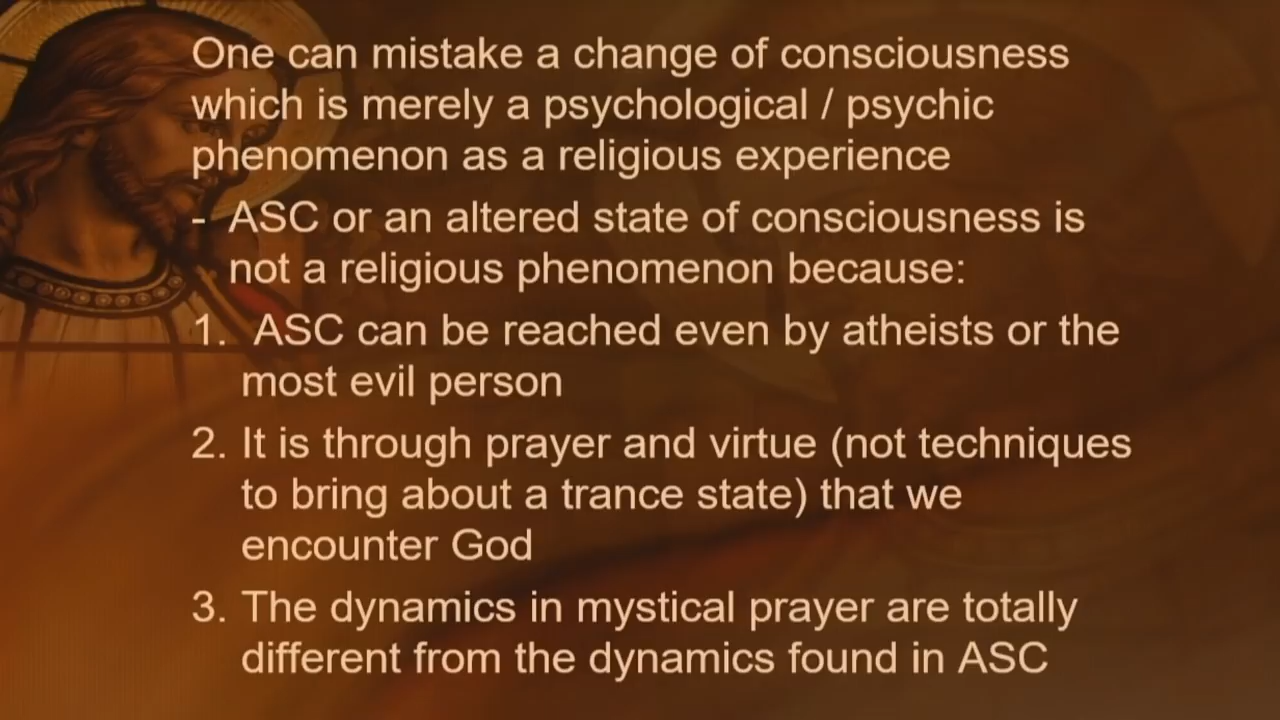 One can mistake a change of consciousness
which is merely a psychological / psychic
phenomenon as a religious experience
- ASC or an altered state of consciousness is
not a religious phenomenon because:
1. ASC can be reached even by atheists or the
most evil person
2. It is through prayer and virtue (not techniques
to bring about a trance state) that we
encounter God
3. The dynamics in mystical prayer are totally
different from the dynamics found in ASC